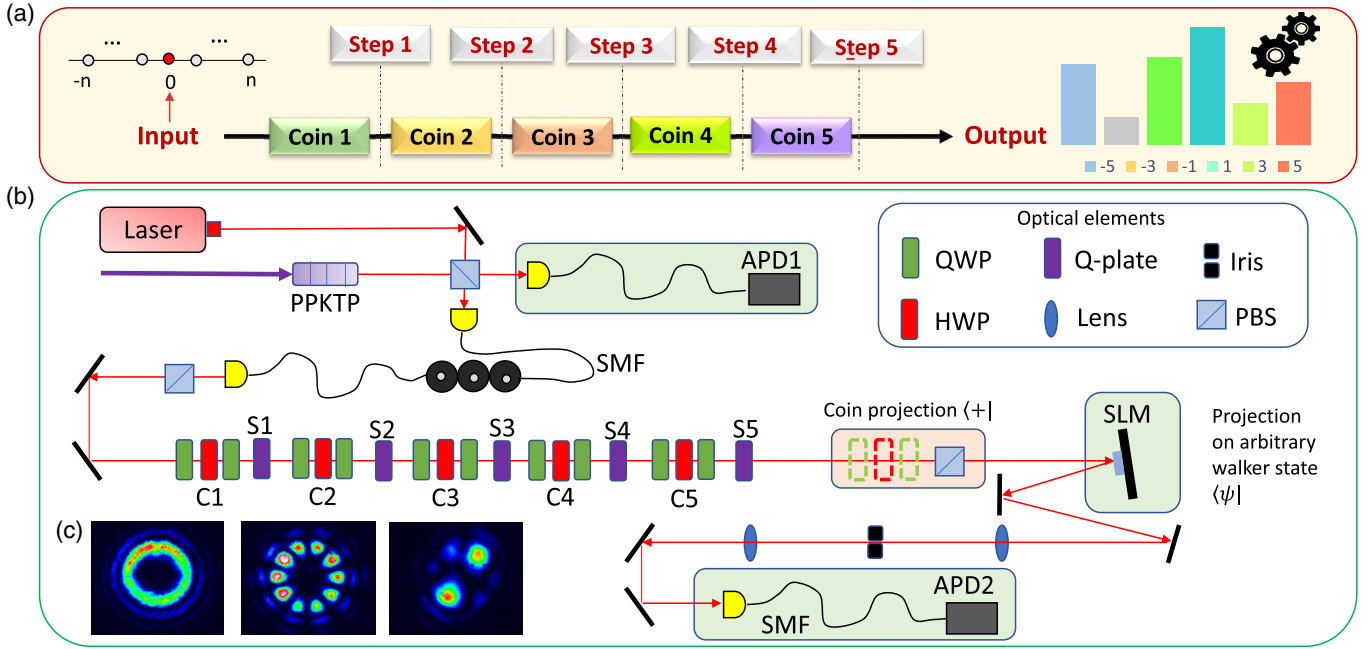 (a)
Step 1 Step 2 Step 3 Step 4 Step 5
... ...
-n 0 n
Input
Coin 1 Coin 2 Coin 3 Coin 4 Coin 5
Output
-5 -3 -1 1 3 5
(b)
Laser
PPKTP
APD1
SMF
Optical elements
QWP Q-plate Iris
HWP Lens PBS
S1 S2 S3 S4 S5
C1 C2 C3 C4 C5
Coin projection ⟨+|
SLM
Projection
on arbitrary
walker state
⟨ψ|
(c)
APD2
SMF